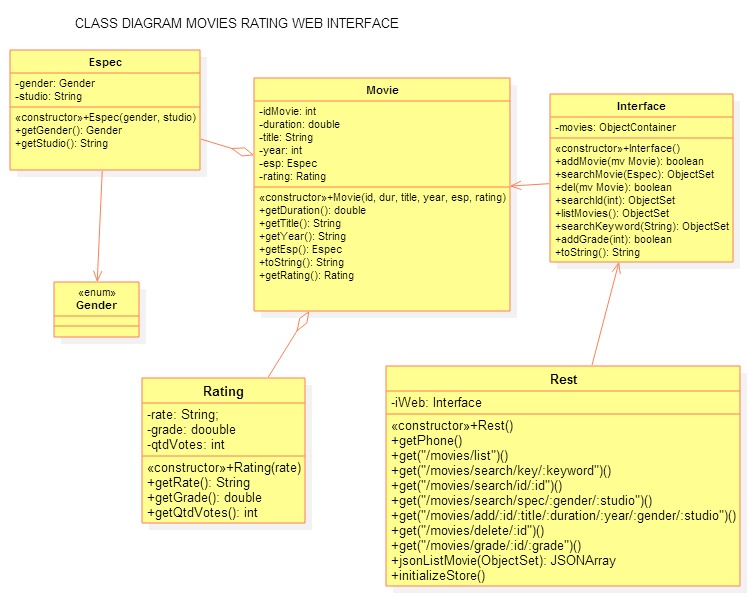 CLASS DIAGRAM MOVIES RATING WEB INTERFACE
Espec
-gender: Gender
-studio: String
«constructor»+Espec(gender, studio)
+getGender(): Gender
+getStudio(): String
Movie
-idMovie: int
-duration: double
-title: String
-year: int
-esp: Espec
-rating: Rating
«constructor»+Movie(id, dur, title, year, esp, rating)
+getDuration(): double
+getTitle(): String
+getYear(): String
+getEsp(): Espec
+toString(): String
+getRating(): Rating
Interface
-movies: ObjectContainer
«constructor»+Interface()
+addMovie(mv Movie): boolean
+searchMovie(Espec): ObjectSet
+del(mv Movie): boolean
+searchId(int): ObjectSet
+listMovies(): ObjectSet
+searchKeyword(String): ObjectSet
+addGrade(int): boolean
+toString(): String
«enum»
Gender
Rating
-rate: String;
-grade: doouble
-qtdVotes: int
«constructor»+Rating(rate)
+getRate(): String
+getGrade(): double
+getQtdVotes(): int
Rest
-iWeb: Interface
«constructor»+Rest()
+getPhone()
+get("/movies/list")()
+get("/movies/search/key/:keyword")()
+get("/movies/search/id/:id")()
+get("/movies/search/spec/:gender/:studio")()
+get("/movies/add/:id/:title/:duration/:year/:gender/:studio")()
+get("/movies/delete/:id")()
+get("/movies/grade/:id/:grade")()
+jsonListMovie(ObjectSet): JSONArray
+initializeStore()